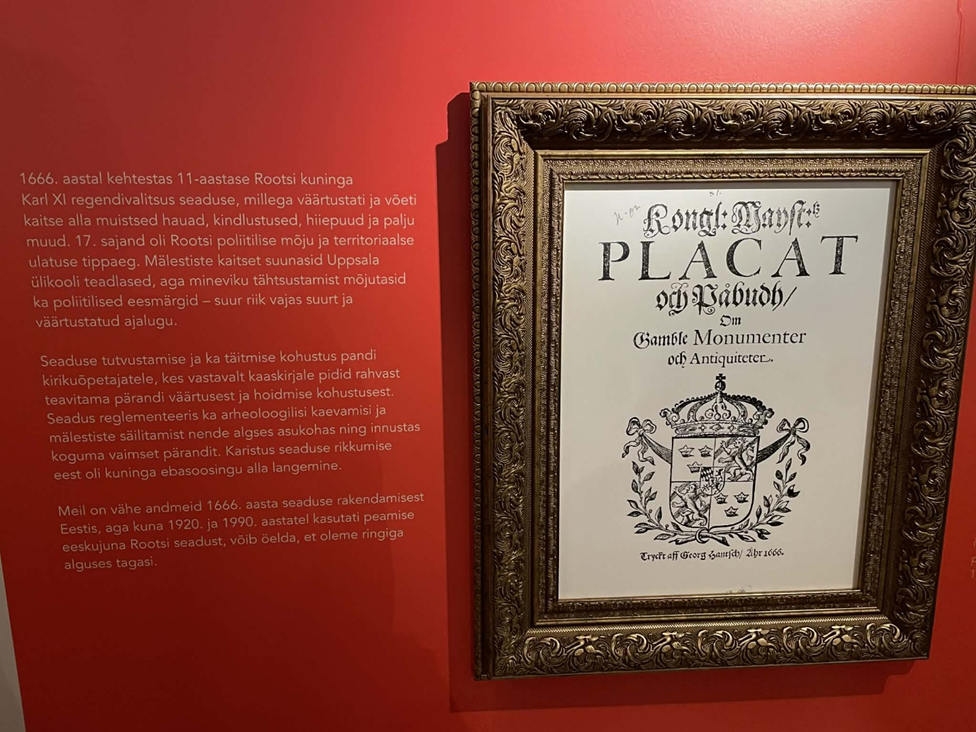 1666. aastal kehtestas 11-aastase Rootsi kuninga
Karl XI regendivalitsus seaduse, millega väärtustati ja võeti
kaitse alla muistsed hauad, kindlustused, hiiepuud ja palju
muud. 17. sajand oli Rootsi poliitilise mõju ja territoriaalse
ulatuse tippaeg. Mälestiste kaitset suunasid Uppsala
ülikooli teadlased, aga mineviku tähtsustamist mõjutasid
ka poliitilised eesmärgid – suur riik vajas suurt ja
väärtustatud ajalugu.
Seaduse tutvustamise ja ka täitmise kohustus pandi
kirikuõpetajatele, kes vastavalt kaaskirjale pidid rahvast
teavitama pärandi väärtusest ja hoidmise kohustusest.
Seadus reglementeeris ka arheoloogilisi kaevamisi ja
mälestiste säilitamist nende algses asukohas ning innustas
koguma vaimset pärandit. Karistus seaduse rikkumise
eest oli kuninga ebasoosingu alla langemine.
Meil on vähe andmeid 1666. aasta seaduse rakendamisest
Eestis, aga kuna 1920. ja 1990. aastatel kasutati peamise
eeskujuna Rootsi seadust, võib öelda, et oleme ringiga
alguses tagasi.
Kongl: Mayst:tz
PLACAT
och Påbudh/
Om
Gamble Monumenter
och Antiquiteter.
Tryckt aff Georg Hantsch/ Åhr 1666.